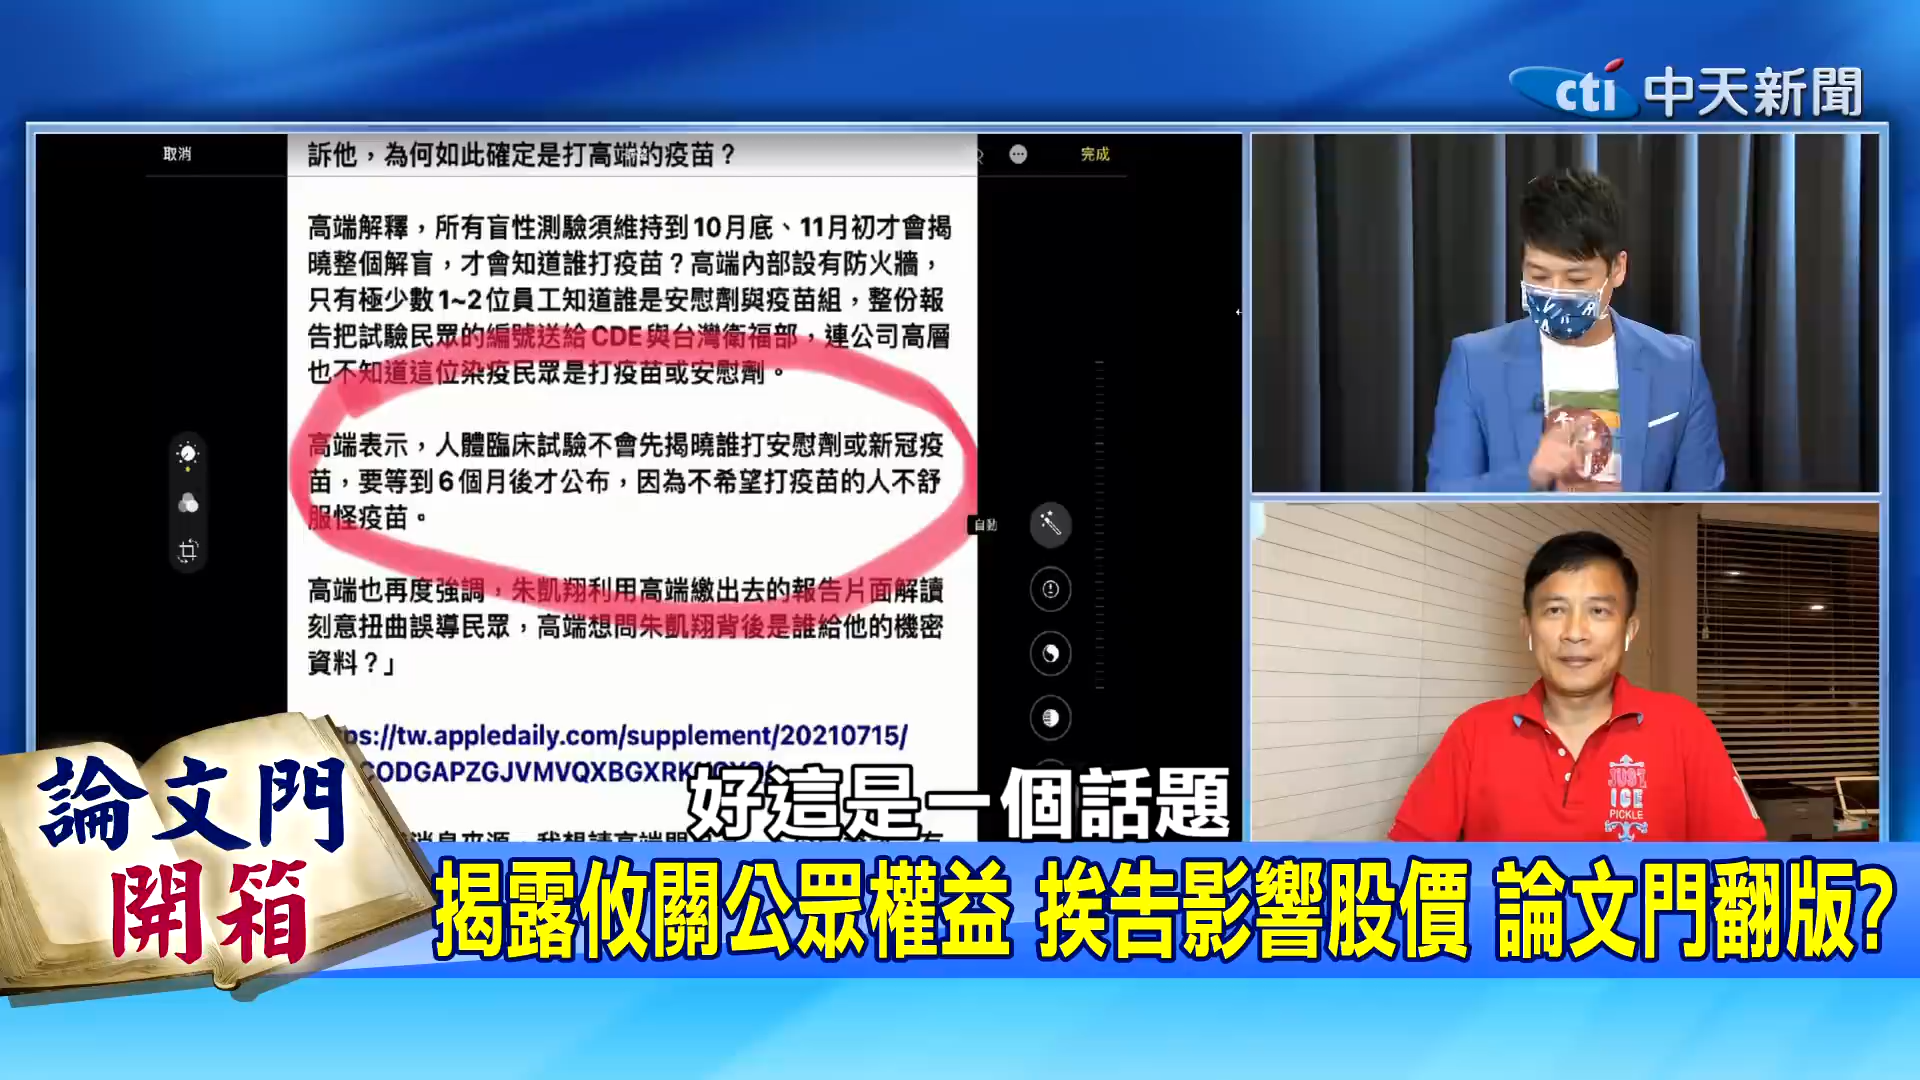 cti 中天新聞
取消
完成
訴他，為何如此確定是打高端的疫苗？
高端解釋，所有盲性測驗須維持到10月底、11月初才會揭
曉整個解盲，才會知道誰打疫苗？高端內部設有防火牆，
只有極少數1~2位員工知道誰是安慰劑與疫苗組，整份報
告把試驗民眾的編號送給CDE與台灣衛福部，連公司高層
也不知道這位染疫民眾是打疫苗或安慰劑。
高端表示，人體臨床試驗不會先揭曉誰打安慰劑或新冠疫
苗，要等到6個月後才公布，因為不希望打疫苗的人不舒
服怪疫苗。
自動
高端也再度強調，朱凱翔利用高端繳出去的報告片面解讀
刻意扭曲誤導民眾，高端想問朱凱翔背後是誰給他的機密
資料？」
ps://tw.appledaily.com/supplement/20210715/
ODGAPZGJVMVQXBGXRK
JUST
ICE
PICKLE
好這是一個話題
論文門
開箱
揭露攸關公眾權益 挨告影響股價 論文門翻版?